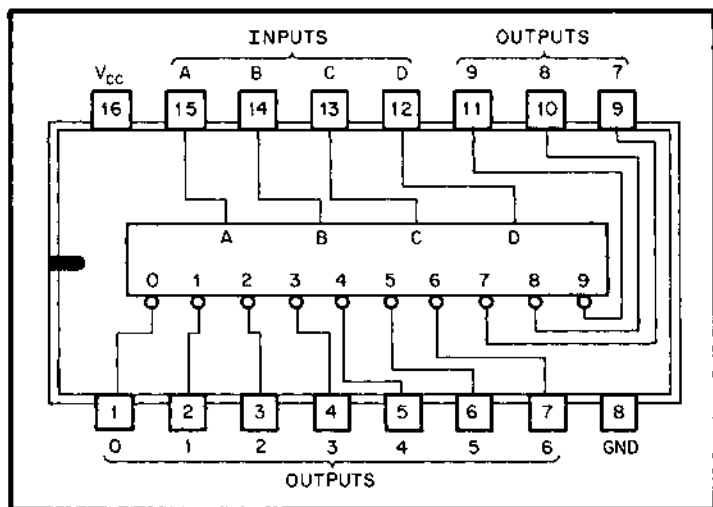 INPUTS OUTPUTS
VCC A B C D 9 8 7
16 15 14 13 12 11 10 9
A B C D
0 1 2 3 4 5 6 7 8 9
1 2 3 4 5 6 7 8
0 1 2 3 4 5 6 GND
OUTPUTS